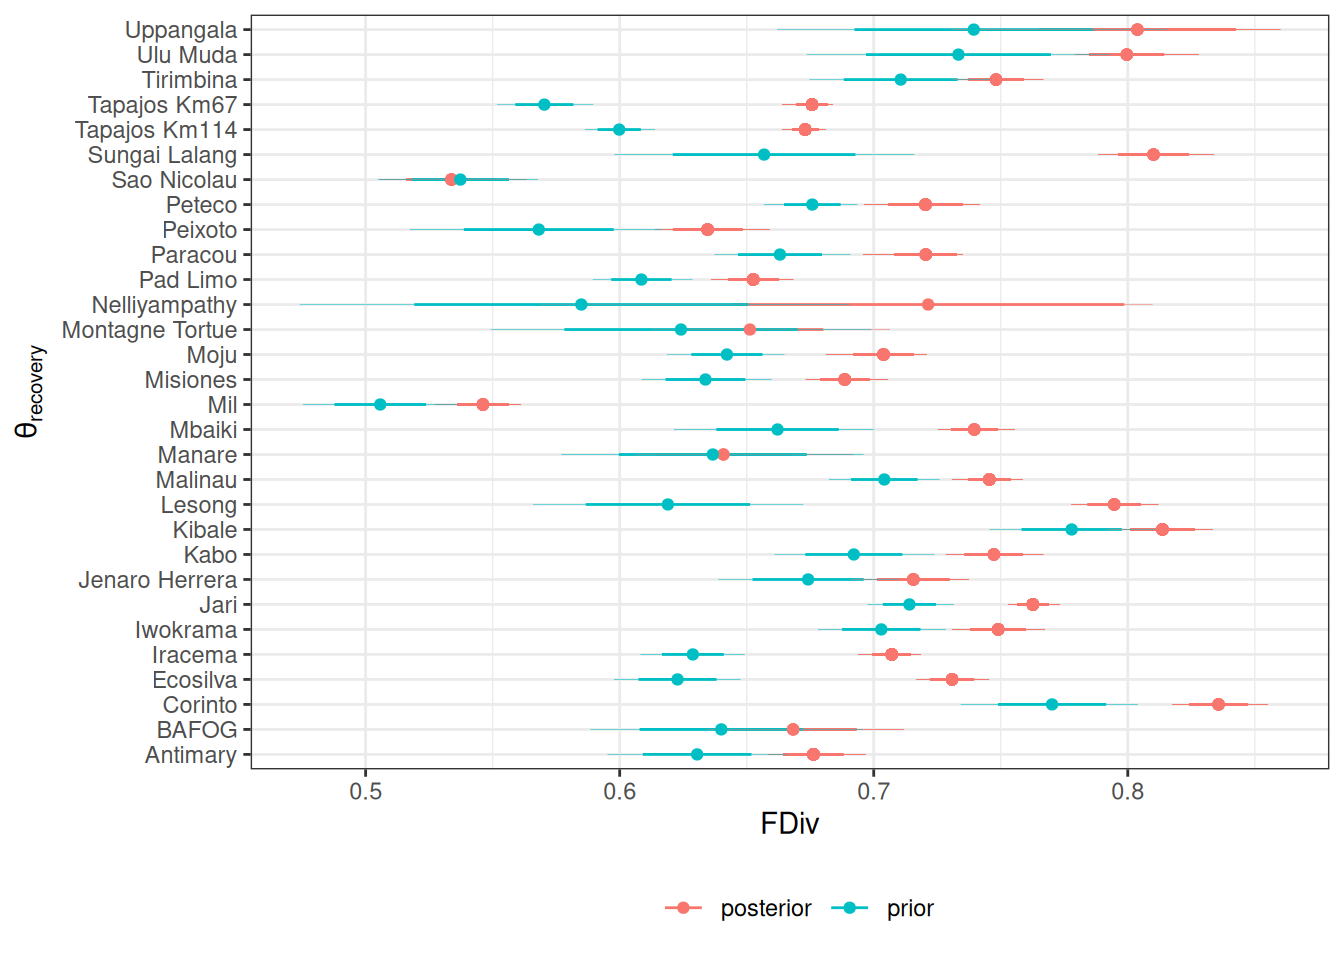 Uppangala
Ulu Muda
Tirimbina
Tapajos Km67
Tapajos Km114
Sungai Lalang
Sao Nicolau
Peteco
Peixoto
Paracou
Pad Limo
Nelliyampathy
Montagne Tortue
Moju
Misiones
Mil
Mbaiki
Manare
Malinau
Lesong
Kibale
Kabo
Jenaro Herrera
Jari
Iwokrama
Iracema
Ecosilva
Corinto
BAFOG
Antimary
θrecovery
0.5 0.6 0.7 0.8
FDiv
posterior prior